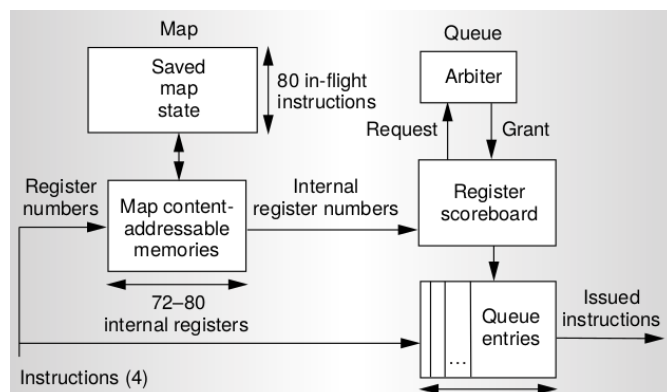 Map
Queue
Saved
map
state
80 in-flight
instructions
Arbiter
Request
Grant
Register
numbers
Map content-
addressable
memories
Internal
register numbers
Register
scoreboard
72–80
internal registers
Queue
entries
...
Issued
instructions
Instructions (4)